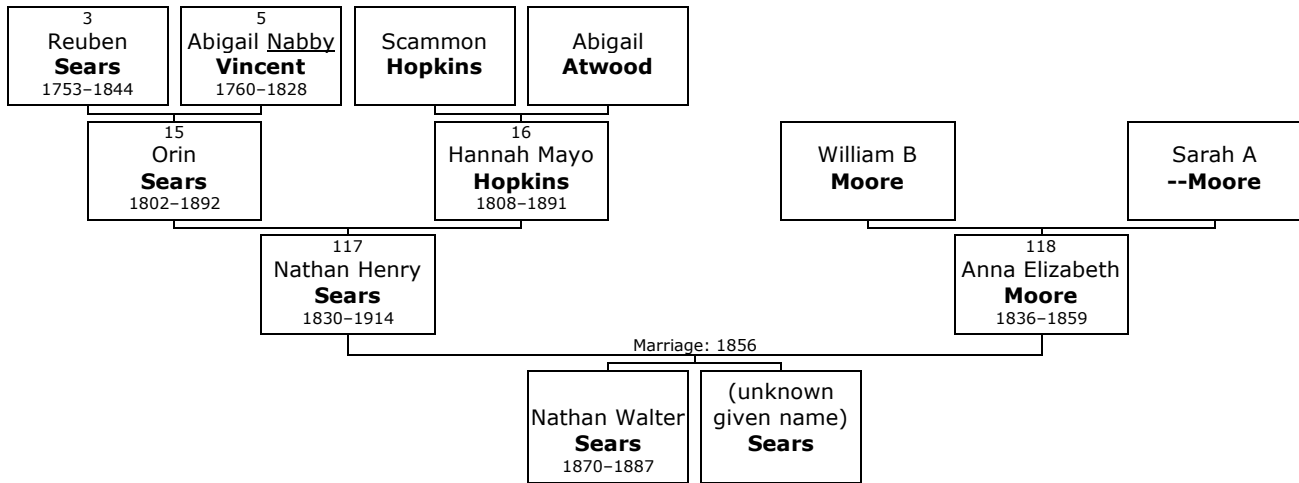 3
Reuben
Sears
1753–1844
5
Abigail Nabby
Vincent
1760–1828
Scammon
Hopkins
Abigail
Atwood
15
Orin
Sears
1802–1892
16
Hannah Mayo
Hopkins
1808–1891
William B
Moore
Sarah A
--Moore
117
Nathan Henry
Sears
1830–1914
118
Anna Elizabeth
Moore
1836–1859
Marriage: 1856
Nathan Walter
Sears
1870–1887
(unknown
given name)
Sears